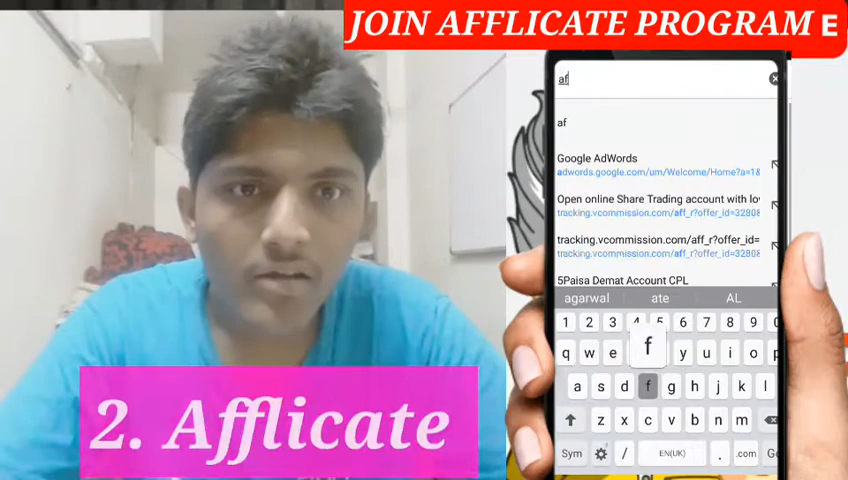 JOIN AFFLICATE PROGRAM E
af
af
Google AdWords
adwords.google.com/um/Welcome/Home?a=1&
Open online Share Trading account with lov
tracking.vcommission.com/aff_r?offer_id=3280
tracking.vcommission.com/aff_r?offer_id=
tracking.vcommission.com/aff_r?offer_id=3280
5Paisa Demat Account CPL
agarwal ate AL
1 2 3 4 5 6 7 8 9 0
q w e f y u i o p
a s d f g h j k l
z x c v b n m
Sym / EN(UK) . .com Go
2. Afflicate